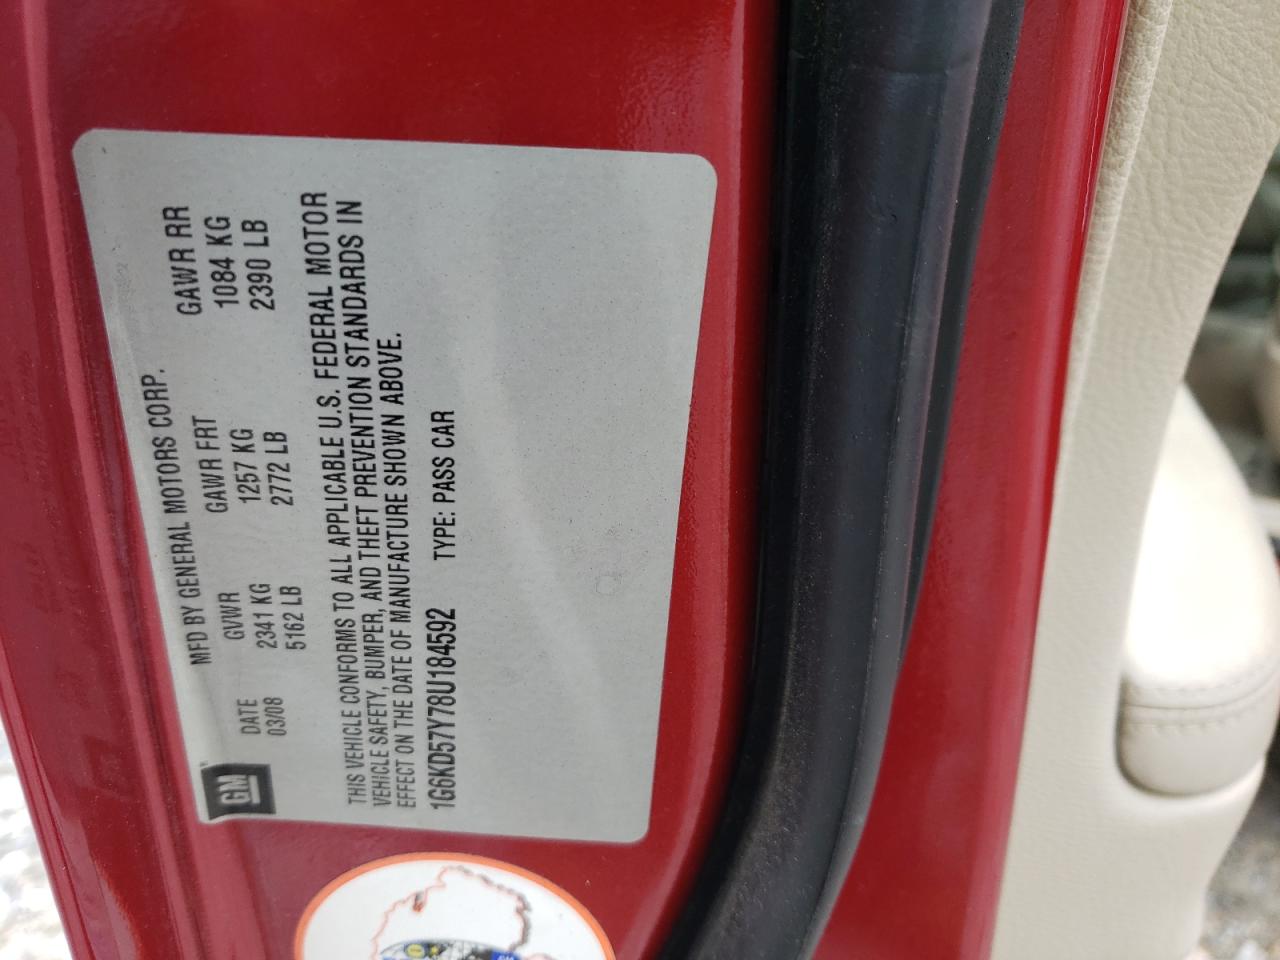 GM
MFD BY GENERAL MOTORS CORP.
DATE GVWR GAWR FRT GAWR RR
03/08 2341 KG 1257 KG 1084 KG
5162 LB 2772 LB 2390 LB
THIS VEHICLE CONFORMS TO ALL APPLICABLE U.S. FEDERAL MOTOR
VEHICLE SAFETY, BUMPER, AND THEFT PREVENTION STANDARDS IN
EFFECT ON THE DATE OF MANUFACTURE SHOWN ABOVE.
1G6KD57Y78U184592 TYPE: PASS CAR